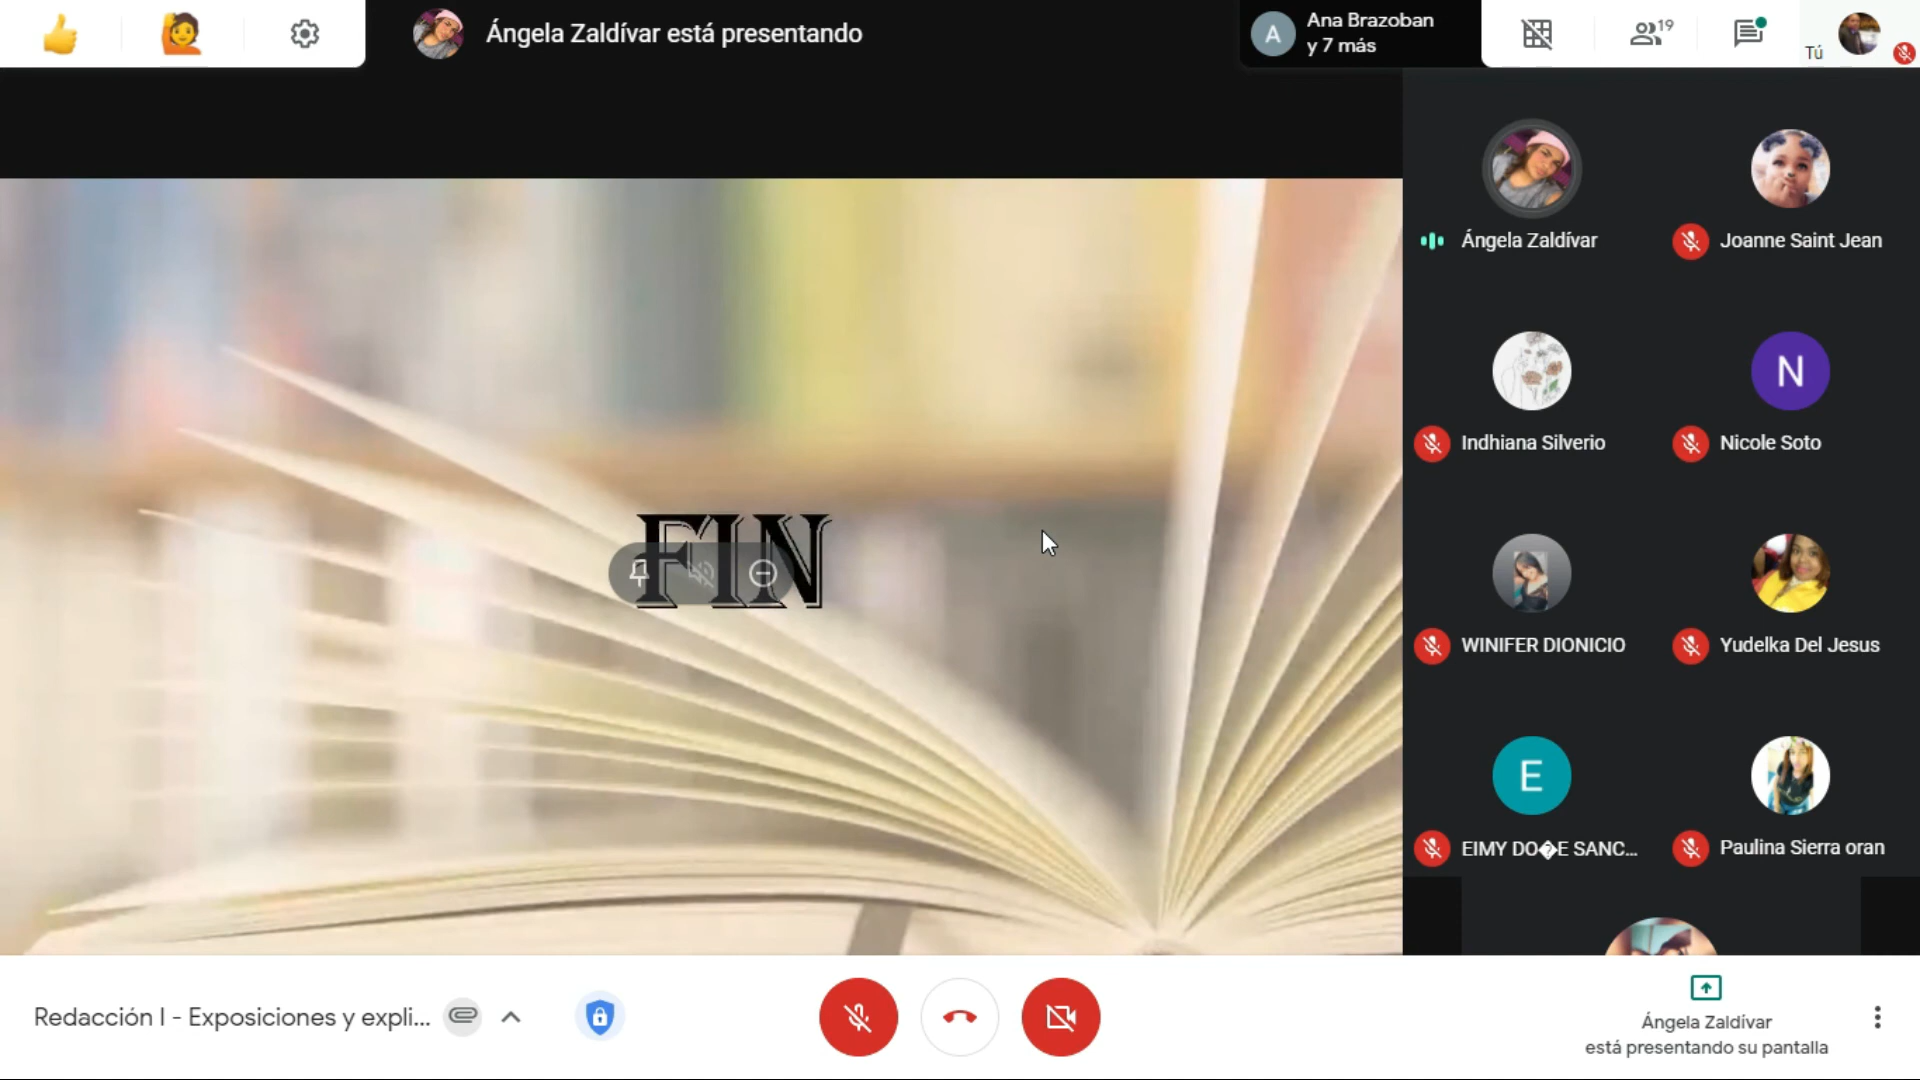 Ángela Zaldívar está presentando
A
Ana Brazoban
y 7 más
19
Tú
Ángela Zaldívar
Joanne Saint Jean
N
Indhiana Silverio
Nicole Soto
WINIFER DIONICIO
Yudelka Del Jesus
E
EIMY DO�E SANC...
Paulina Sierra oran
FIN
Redacción I - Exposiciones y expli...
Ángela Zaldívar
está presentando su pantalla